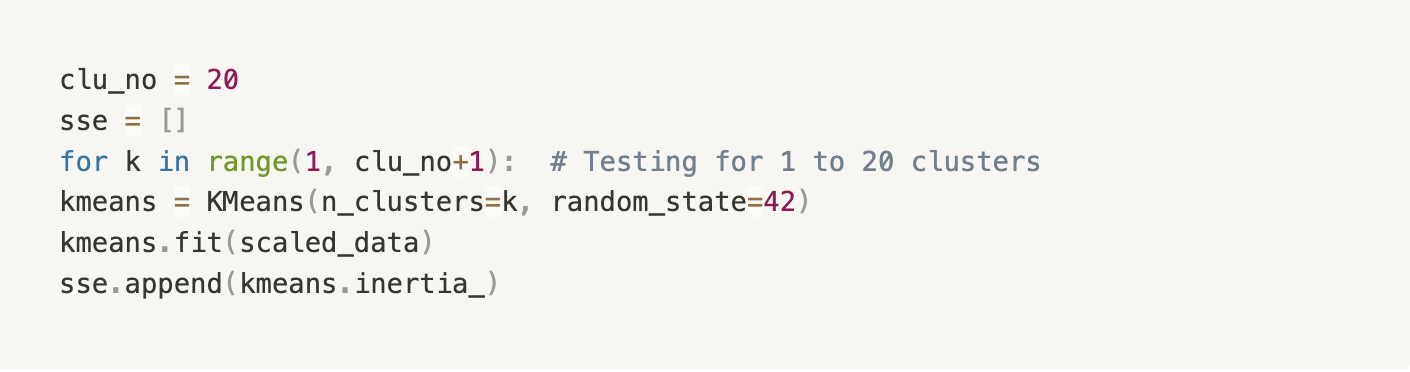 clu_no = 20
sse = []
for k in range(1, clu_no+1):  # Testing for 1 to 20 clusters
kmeans = KMeans(n_clusters=k, random_state=42)
kmeans.fit(scaled_data)
sse.append(kmeans.inertia_)